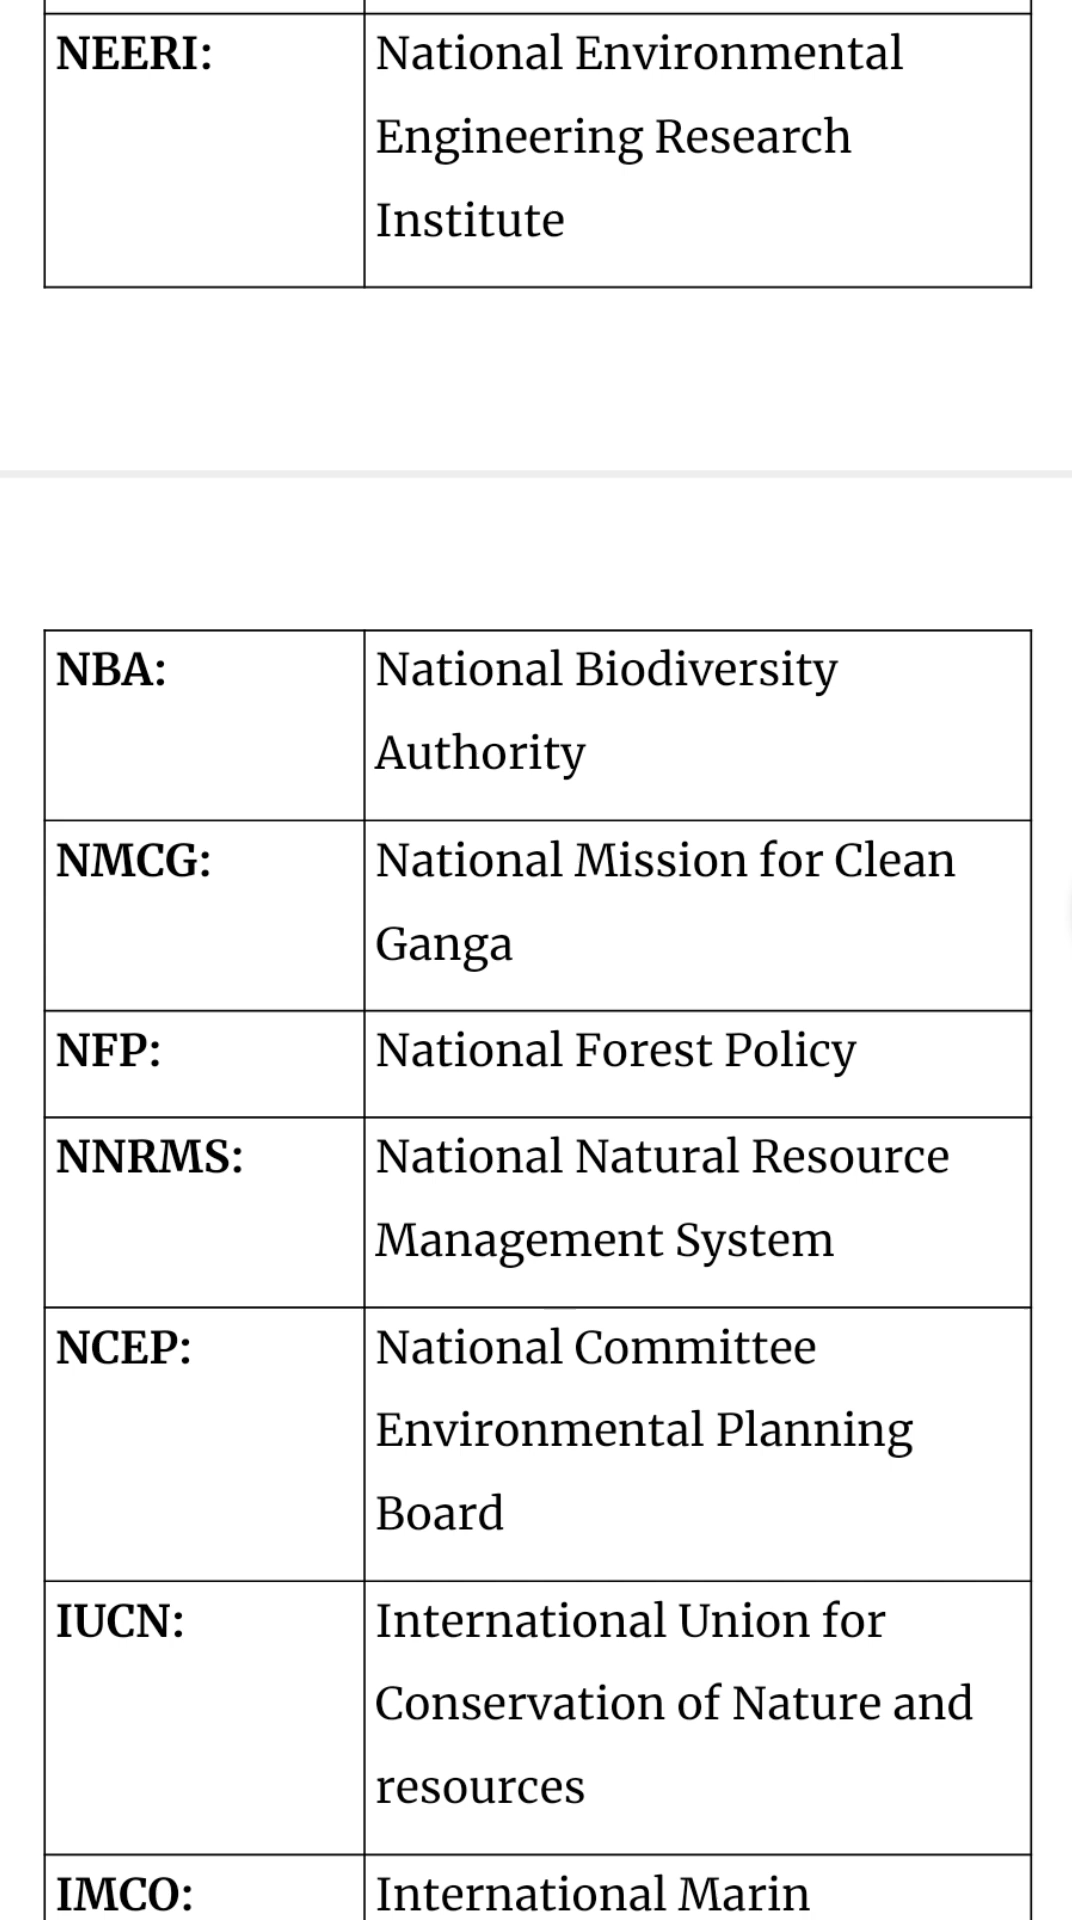 NEERI: National Environmental
Engineering Research
Institute
NBA: National Biodiversity
Authority
NMCG: National Mission for Clean
Ganga
NFP: National Forest Policy
NNRMS: National Natural Resource
Management System
NCEP: National Committee
Environmental Planning
Board
IUCN: International Union for
Conservation of Nature and
resources
IMCO: International Marin